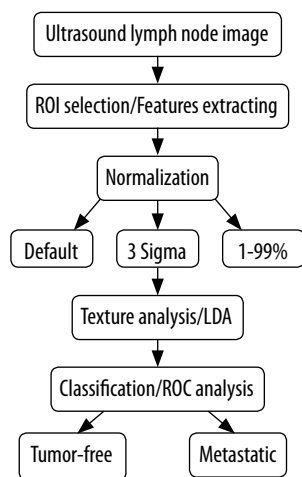 Ultrasound lymph node image
ROI selection/Features extracting
Normalization
Default
3 Sigma
1-99%
Texture analysis/LDA
Classification/ROC analysis
Tumor-free
Metastatic